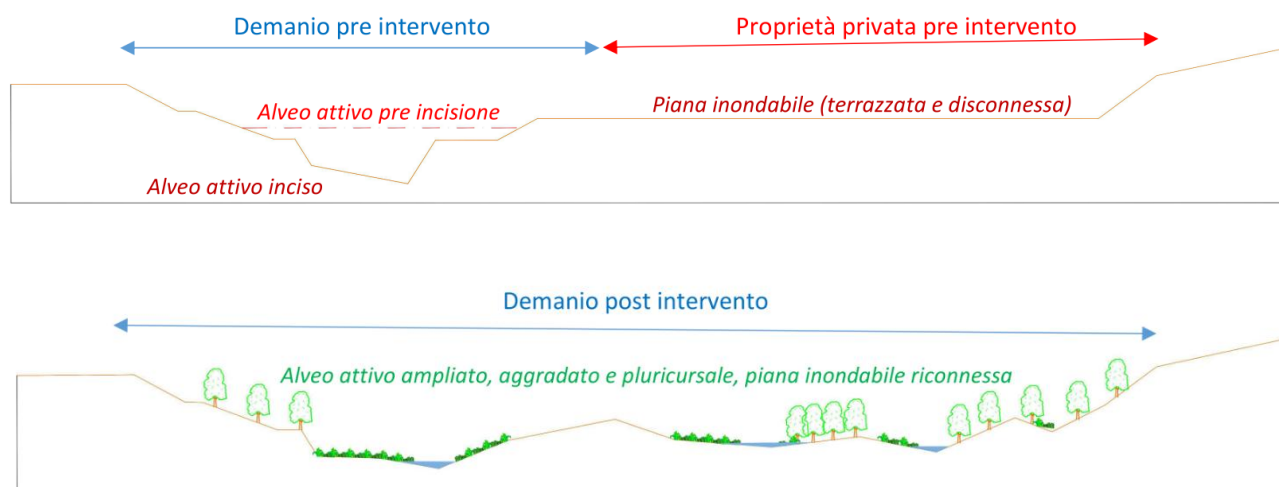 Demanio pre intervento
Proprietà privata pre intervento
Alveo attivo pre incisione
Piana inondabile (terrazzata e disconnessa)
Alveo attivo inciso
Demanio post intervento
Alveo attivo ampliato, aggradato e pluricursale, piana inondabile riconnessa